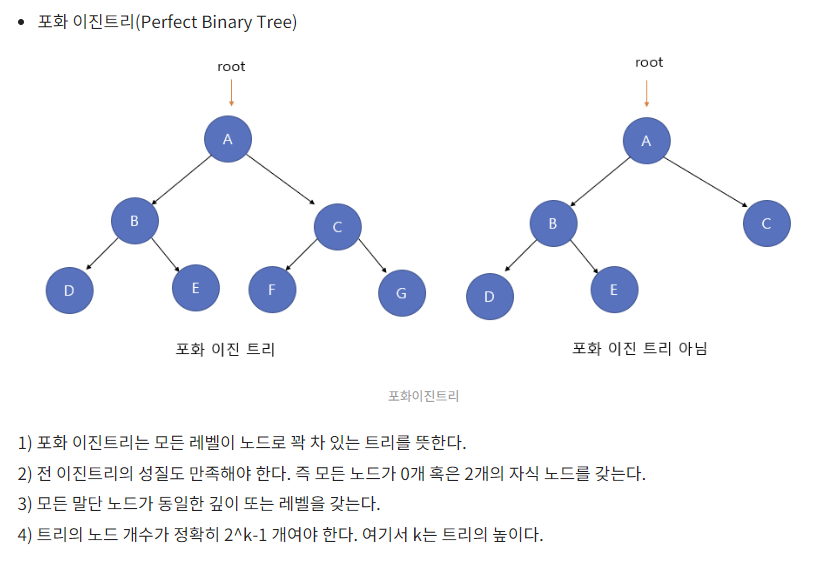 포화 이진트리(Perfect Binary Tree)
root
root
A
A
B
C
B
C
D
E
F
G
D
E
포화 이진 트리
포화 이진 트리 아님
포화이진트리
1) 포화 이진트리는 모든 레벨이 노드로 꽉 차 있는 트리를 뜻한다.
2) 전 이진트리의 성질도 만족해야 한다. 즉 모든 노드가 0개 혹은 2개의 자식 노드를 갖는다.
3) 모든 말단 노드가 동일한 깊이 또는 레벨을 갖는다.
4) 트리의 노드 개수가 정확히 2^k-1 개여야 한다. 여기서 k는 트리의 높이다.